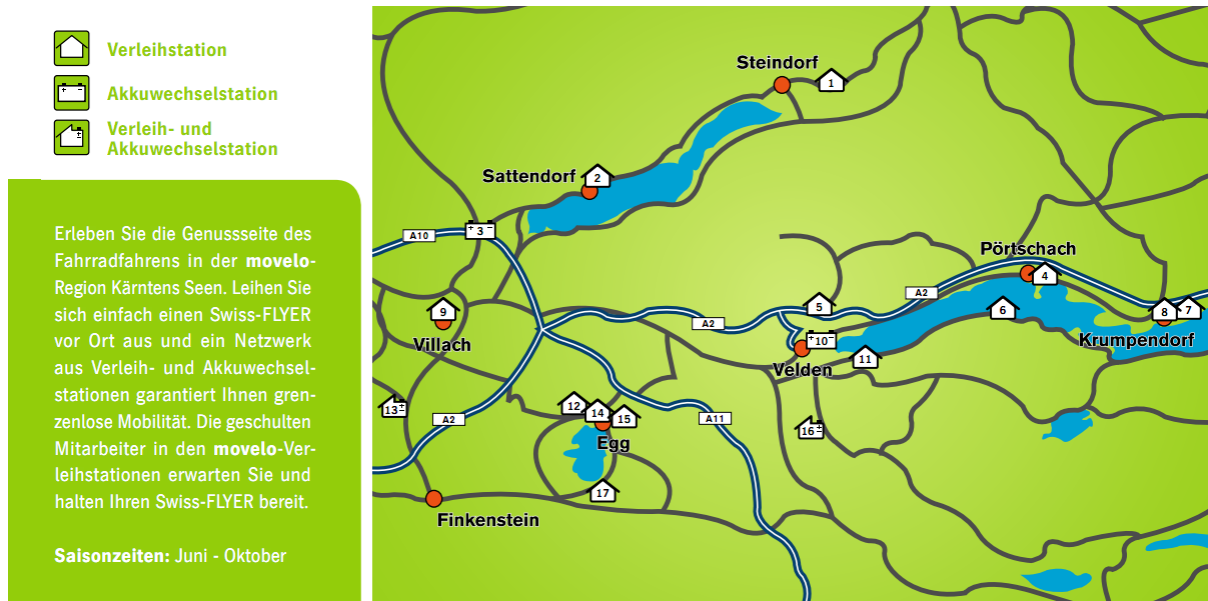 Verleihstation
Akkuwechselstation
Verleih- und
Akkuwechselstation
Erleben Sie die Genussseite des
Fahrradfahrens in der movelo-
Region Kärntens Seen. Leihen Sie
sich einfach einen Swiss-FLYER
vor Ort aus und ein Netzwerk
aus Verleih- und Akkuwechsel-
stationen garantiert Ihnen gren-
zenlose Mobilität. Die geschulten
Mitarbeiter in den movelo-Ver-
leihstationen erwarten Sie und
halten Ihren Swiss-FLYER bereit.
Saisonzeiten: Juni - Oktober
Steindorf
1
Sattendorf
2
A10
+ 3 -
Pörtschach
4
A2
5
6
8
7
Krumpendorf
9
Villach
A2
+10-
Velden
11
13
A2
12
14
15
Egg
A11
16
17
Finkenstein